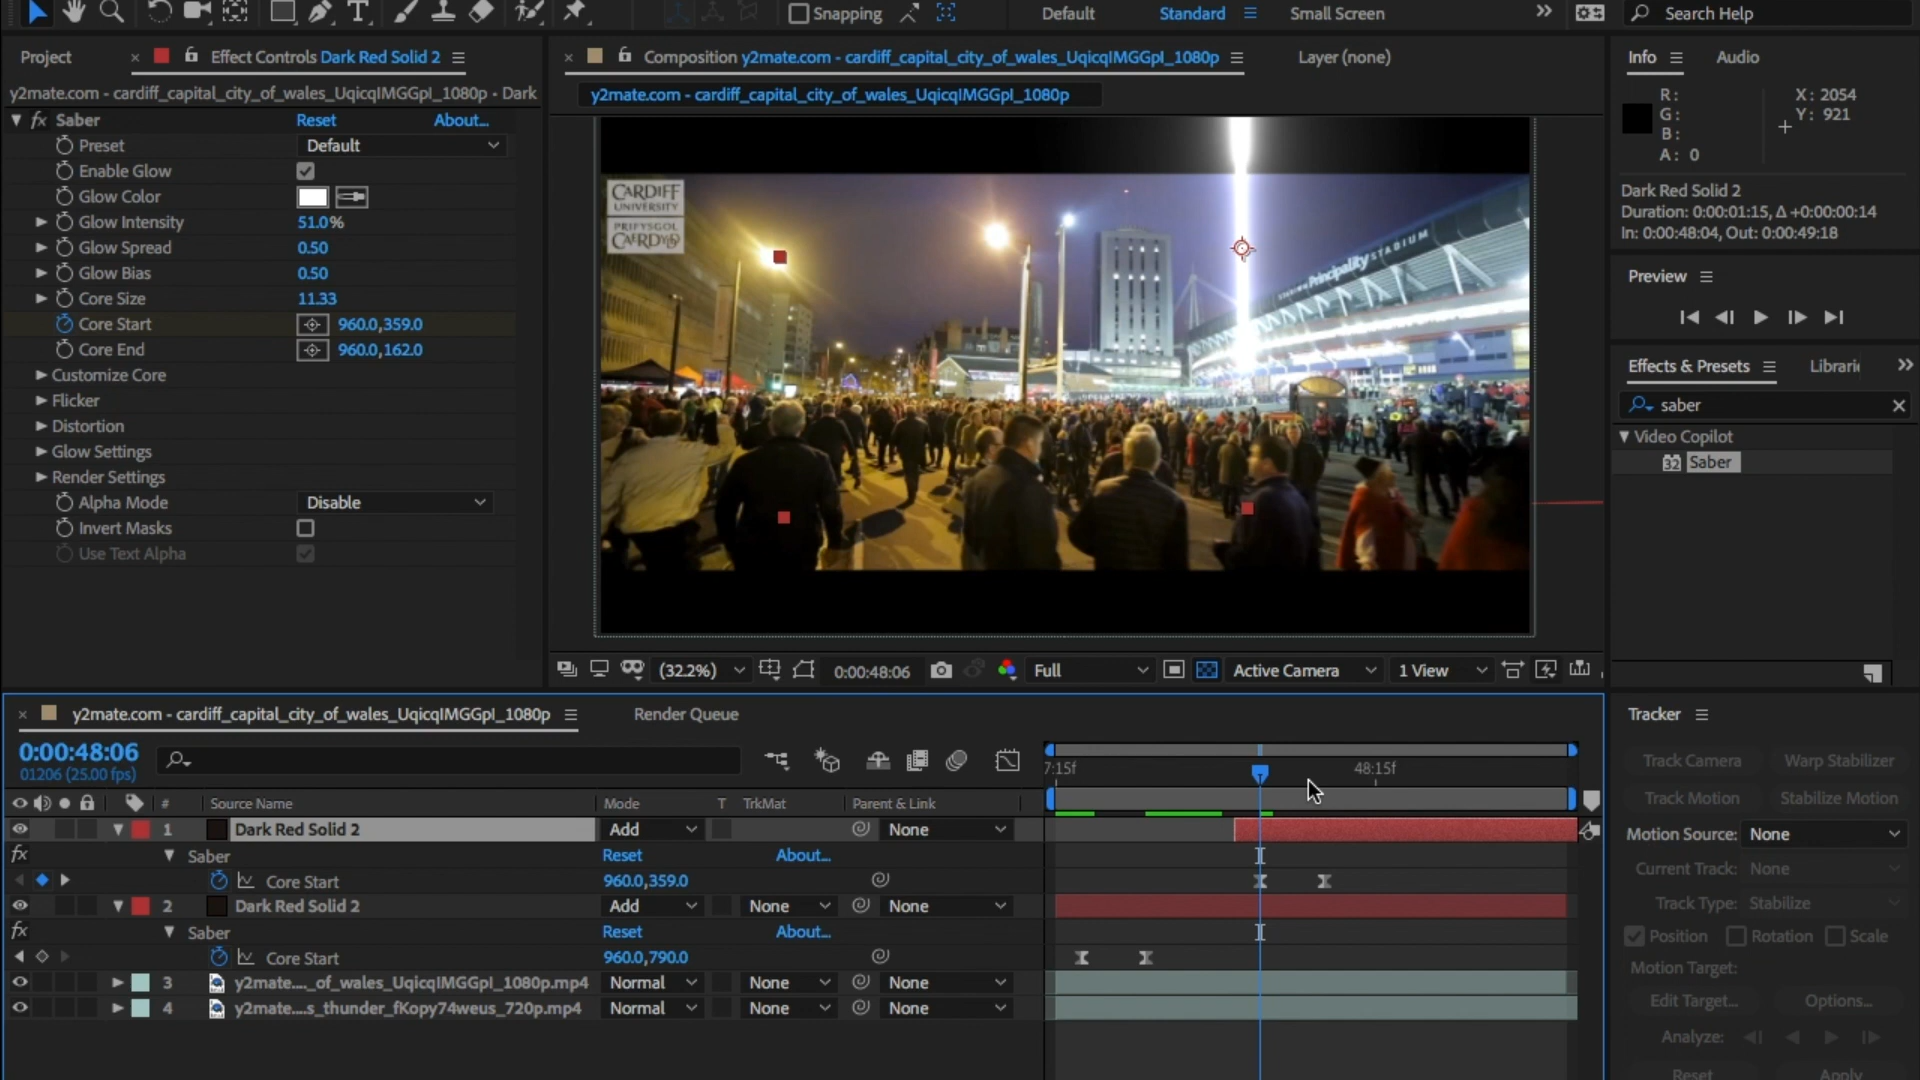 Snapping
Default
Standard
Small Screen
Search Help
Project
Effect Controls Dark Red Solid 2
Composition y2mate.com - cardiff_capital_city_of_wales_UqicqIMGGpI_1080p
Layer (none)
Info
Audio
y2mate.com - cardiff_capital_city_of_wales_UqicqIMGGpI_1080p - Dark
y2mate.com - cardiff_capital_city_of_wales_UqicqIMGGpI_1080p
R:
G:
B:
A: 0
X: 2054
Y: 921
fx Saber
Reset
About...
Preset
Default
Enable Glow
Glow Color
Glow Intensity
51.0%
Glow Spread
0.50
Glow Bias
0.50
Core Size
11.33
Core Start
960.0,359.0
Core End
960.0,162.0
Customize Core
Flicker
Distortion
Glow Settings
Render Settings
Alpha Mode
Disable
Invert Masks
Use Text Alpha
CARDIFF
UNIVERSITY
PRIFYSGOL
CAERDYDD
Principality STADIUM
Dark Red Solid 2
Duration: 0:00:01:15, Δ +0:00:00:14
In: 0:00:48:04, Out: 0:00:49:18
Preview
Effects & Presets
Librari
saber
Video Copilot
32 Saber
(32.2%)
0:00:48:06
Full
Active Camera
1 View
y2mate.com - cardiff_capital_city_of_wales_UqicqIMGGpI_1080p
Render Queue
0:00:48:06
01206 (25.00 fps)
7:15f
48:15f
#
Source Name
Mode
T
TrkMat
Parent & Link
1
Dark Red Solid 2
Add
None
fx
Saber
Reset
About...
Core Start
960.0,359.0
2
Dark Red Solid 2
Add
None
None
fx
Saber
Reset
About...
Core Start
960.0,790.0
3
y2mate...._of_wales_UqicqIMGGpI_1080p.mp4
Normal
None
None
4
y2mate....s_thunder_fKopy74weus_720p.mp4
Normal
None
None
Tracker
Track Camera
Warp Stabilizer
Track Motion
Stabilize Motion
Motion Source: None
Current Track: None
Track Type: Stabilize
Position
Rotation
Scale
Motion Target:
Edit Target...
Options...
Analyze:
Reset
Apply